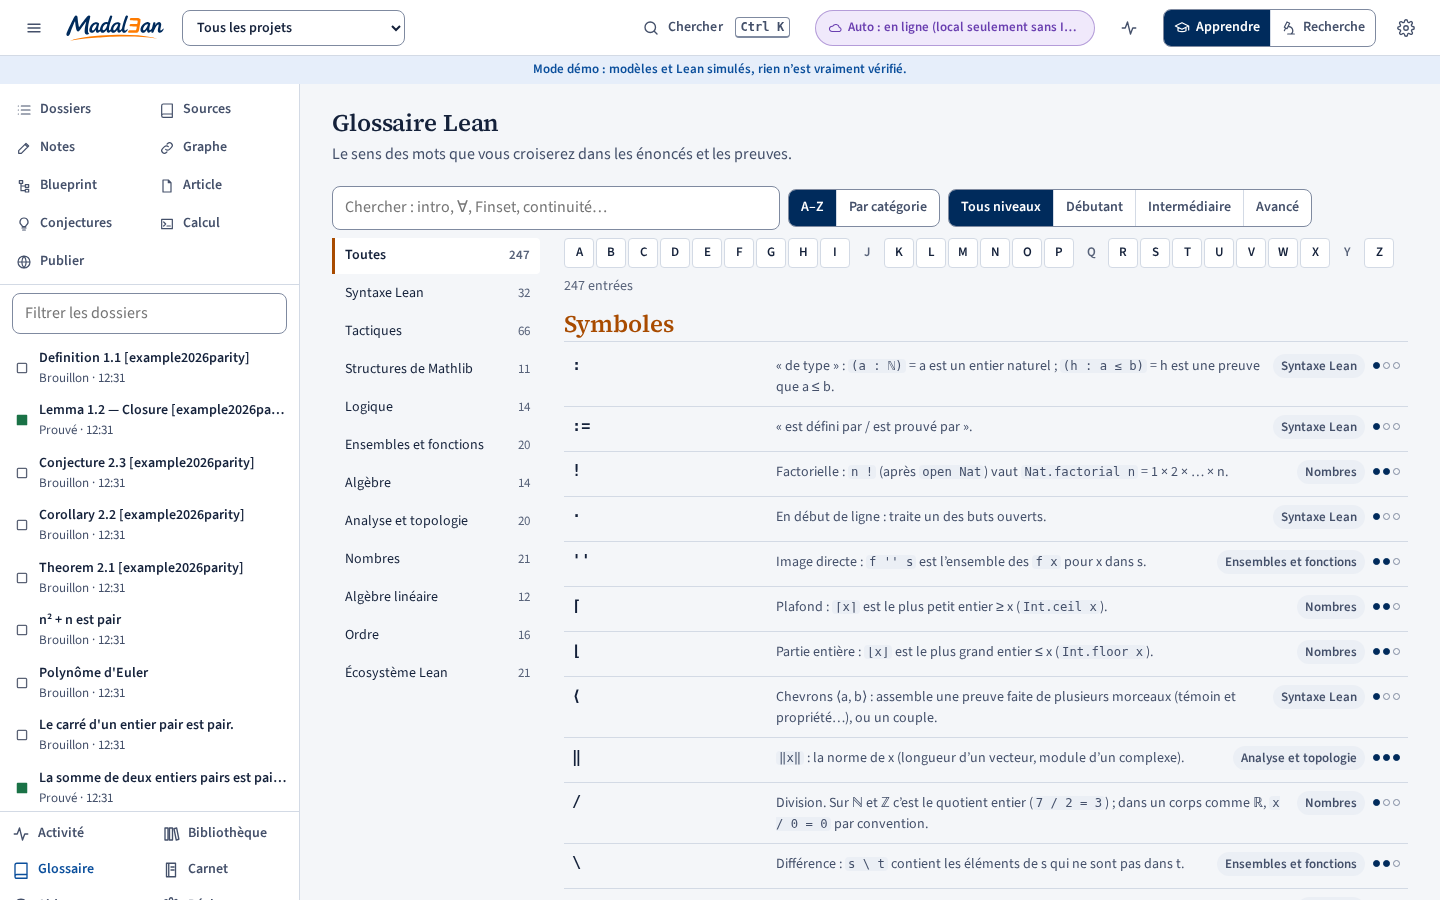 MadalƎan
Tous les projets
Chercher Ctrl K
Auto : en ligne (local seulement sans I…
Apprendre
Recherche
Mode démo : modèles et Lean simulés, rien n’est vraiment vérifié.
Dossiers
Sources
Notes
Graphe
Blueprint
Article
Conjectures
Calcul
Publier
Filtrer les dossiers
Definition 1.1 [example2026parity]
Brouillon · 12:31
Lemma 1.2 — Closure [example2026pa…
Prouvé · 12:31
Conjecture 2.3 [example2026parity]
Brouillon · 12:31
Corollary 2.2 [example2026parity]
Brouillon · 12:31
Theorem 2.1 [example2026parity]
Brouillon · 12:31
n² + n est pair
Brouillon · 12:31
Polynôme d'Euler
Brouillon · 12:31
Le carré d'un entier pair est pair.
Brouillon · 12:31
La somme de deux entiers pairs est pai…
Prouvé · 12:31
Activité
Bibliothèque
Glossaire
Carnet
Glossaire Lean
Le sens des mots que vous croiserez dans les énoncés et les preuves.
Chercher : intro, ∀, Finset, continuité…
A–Z
Par catégorie
Tous niveaux
Débutant
Intermédiaire
Avancé
Toutes 247
Syntaxe Lean 32
Tactiques 66
Structures de Mathlib 11
Logique 14
Ensembles et fonctions 20
Algèbre 14
Analyse et topologie 20
Nombres 21
Algèbre linéaire 12
Ordre 16
Écosystème Lean 21
A B C D E F G H I J K L M N O P Q R S T U V W X Y Z
247 entrées
Symboles
: « de type » : (a : ℕ) = a est un entier naturel ; (h : a ≤ b) = h est une preuve Syntaxe Lean
que a ≤ b.
:= « est défini par / est prouvé par ». Syntaxe Lean
! Factorielle : n ! (après open Nat) vaut Nat.factorial n = 1 × 2 × … × n. Nombres
· En début de ligne : traite un des buts ouverts. Syntaxe Lean
'' Image directe : f '' s est l’ensemble des f x pour x dans s. Ensembles et fonctions
⌈ Plafond : ⌈x⌉ est le plus petit entier ≥ x (Int.ceil x). Nombres
⌊ Partie entière : ⌊x⌋ est le plus grand entier ≤ x (Int.floor x). Nombres
⟨ Chevrons ⟨a, b⟩ : assemble une preuve faite de plusieurs morceaux (témoin et Syntaxe Lean
propriété…), ou un couple.
‖ ‖x‖ : la norme de x (longueur d’un vecteur, module d’un complexe). Analyse et topologie
/ Division. Sur ℕ et ℤ c’est le quotient entier (7 / 2 = 3) ; dans un corps comme ℝ, x Nombres
/ 0 = 0 par convention.
\ Différence : s \ t contient les éléments de s qui ne sont pas dans t. Ensembles et fonctions